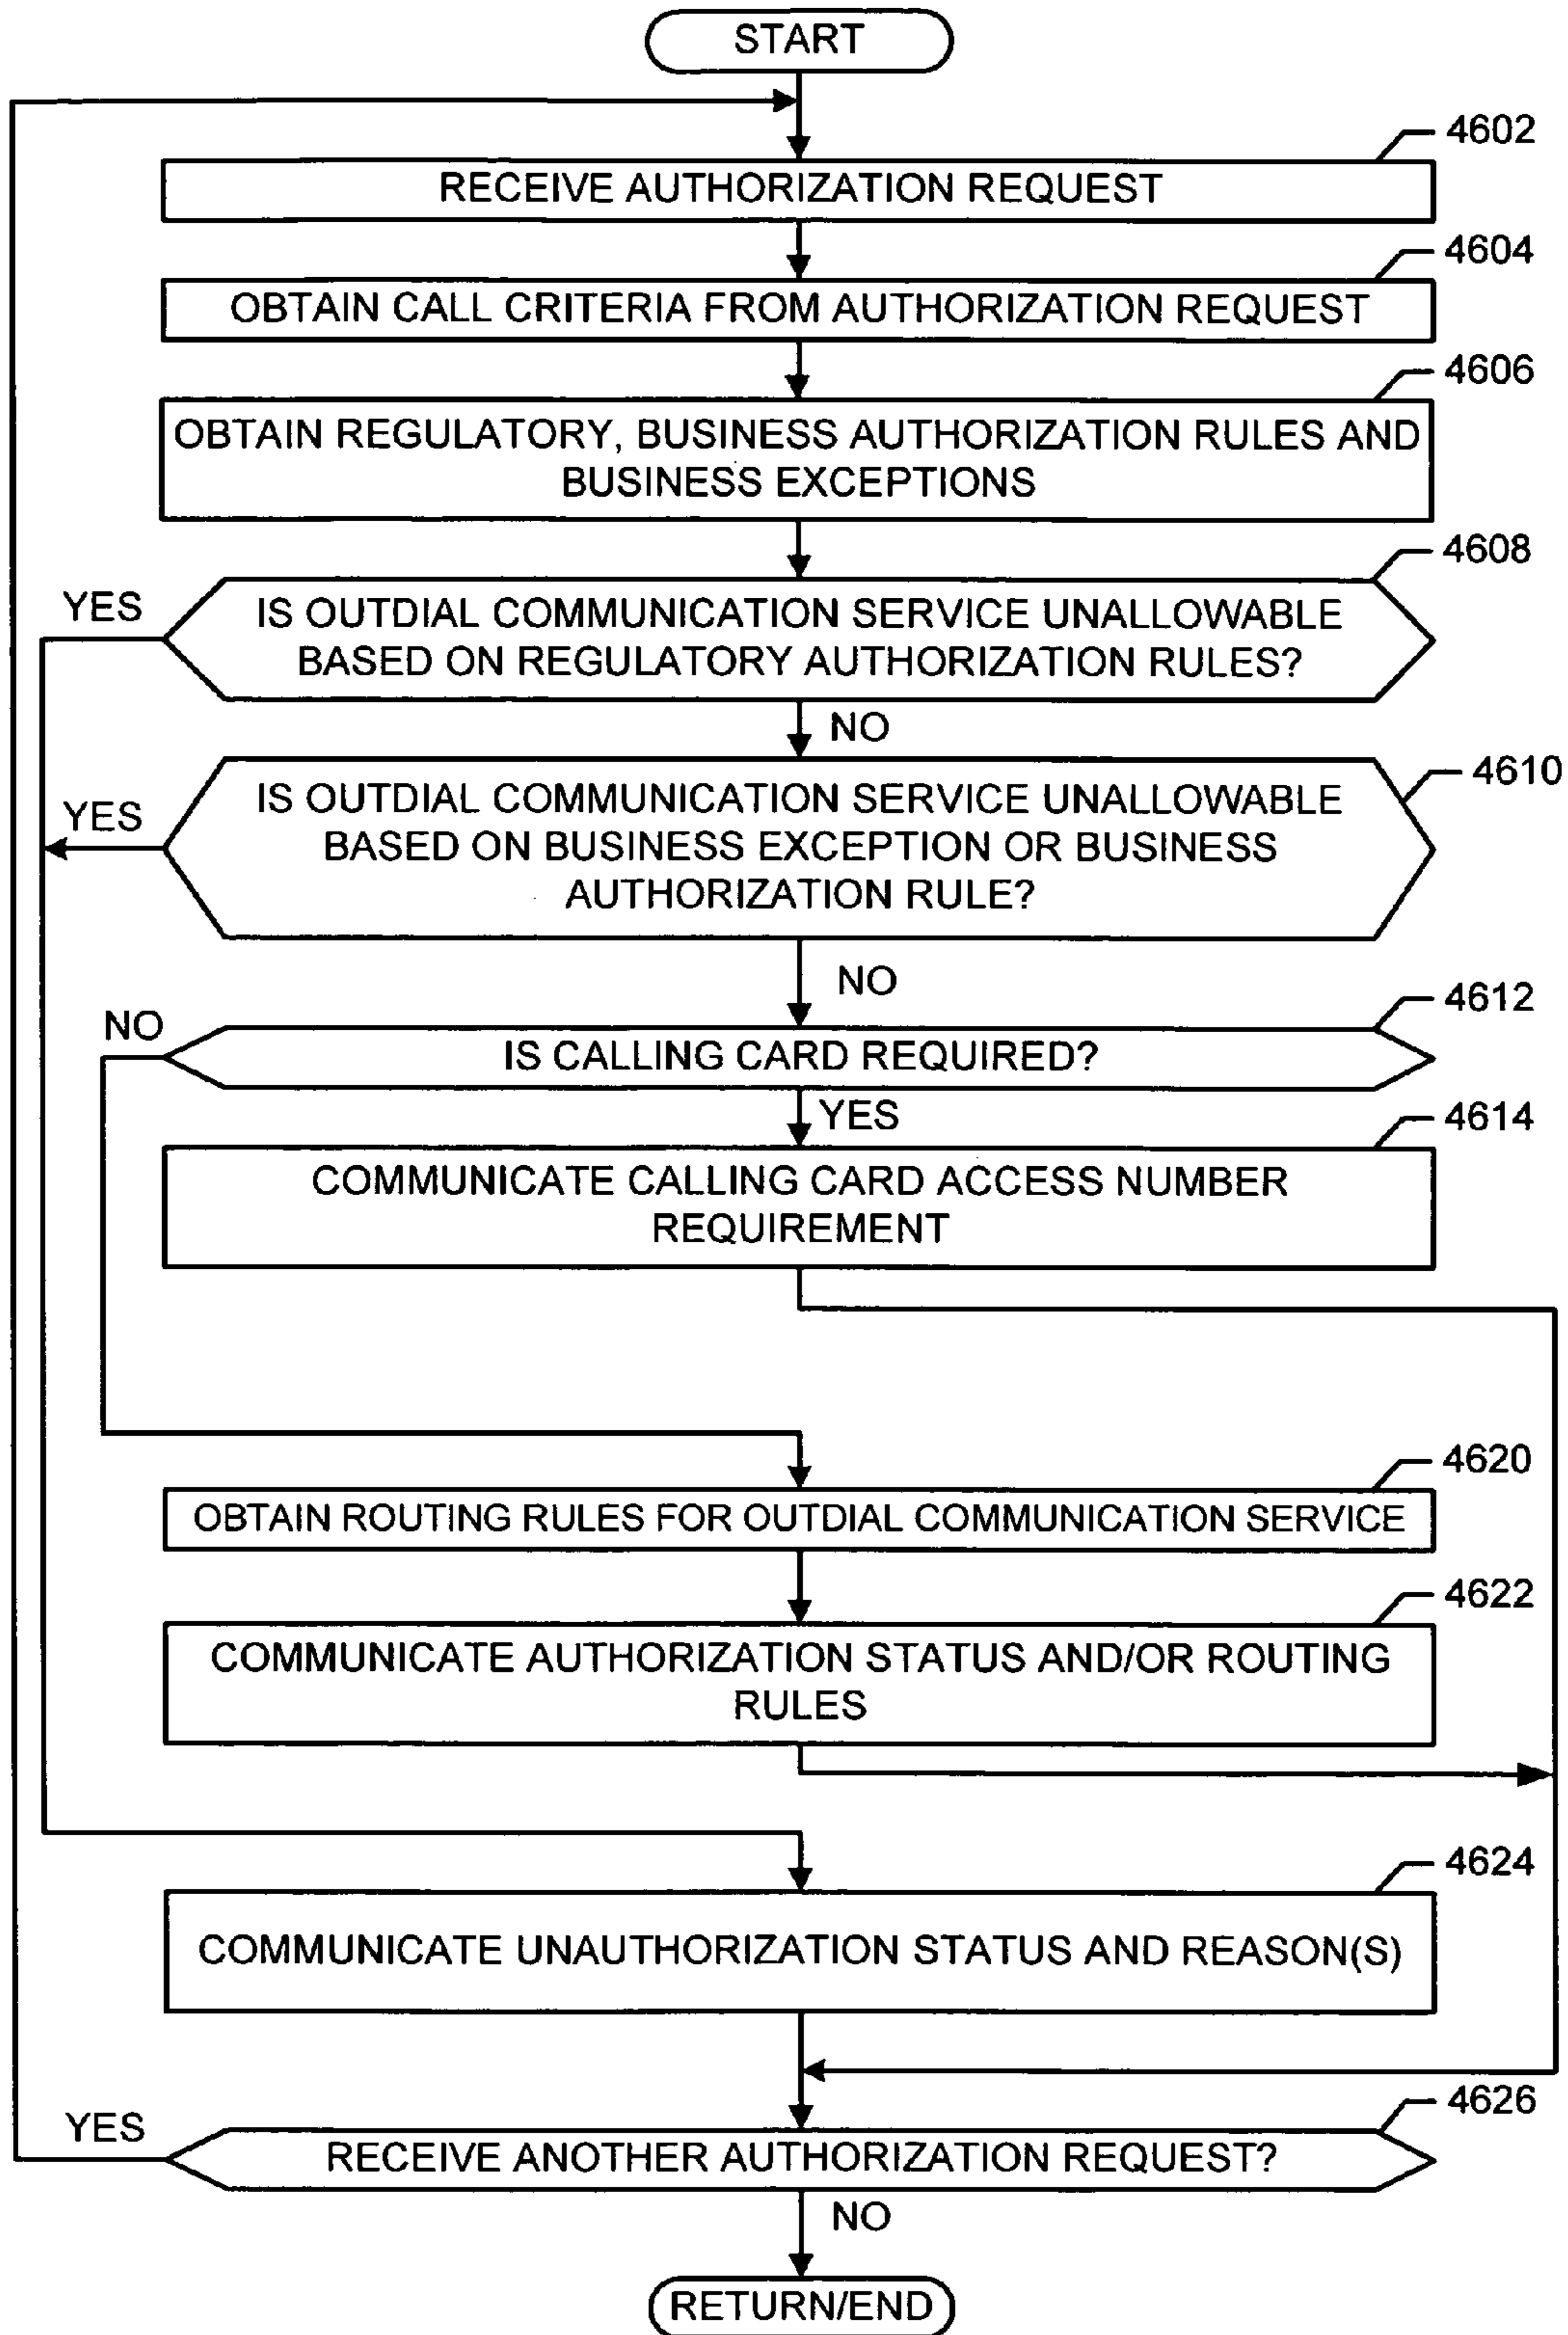 START
4602
RECEIVE AUTHORIZATION REQUEST
4604
OBTAIN CALL CRITERIA FROM AUTHORIZATION REQUEST
4606
OBTAIN REGULATORY, BUSINESS AUTHORIZATION RULES AND
BUSINESS EXCEPTIONS
4608
YES
IS OUTDIAL COMMUNICATION SERVICE UNALLOWABLE
BASED ON REGULATORY AUTHORIZATION RULES?
NO
4610
YES
IS OUTDIAL COMMUNICATION SERVICE UNALLOWABLE
BASED ON BUSINESS EXCEPTION OR BUSINESS
AUTHORIZATION RULE?
NO
4612
NO
IS CALLING CARD REQUIRED?
YES
4614
COMMUNICATE CALLING CARD ACCESS NUMBER
REQUIREMENT
4620
OBTAIN ROUTING RULES FOR OUTDIAL COMMUNICATION SERVICE
4622
COMMUNICATE AUTHORIZATION STATUS AND/OR ROUTING
RULES
4624
COMMUNICATE UNAUTHORIZATION STATUS AND REASON(S)
4626
YES
RECEIVE ANOTHER AUTHORIZATION REQUEST?
NO
RETURN/END